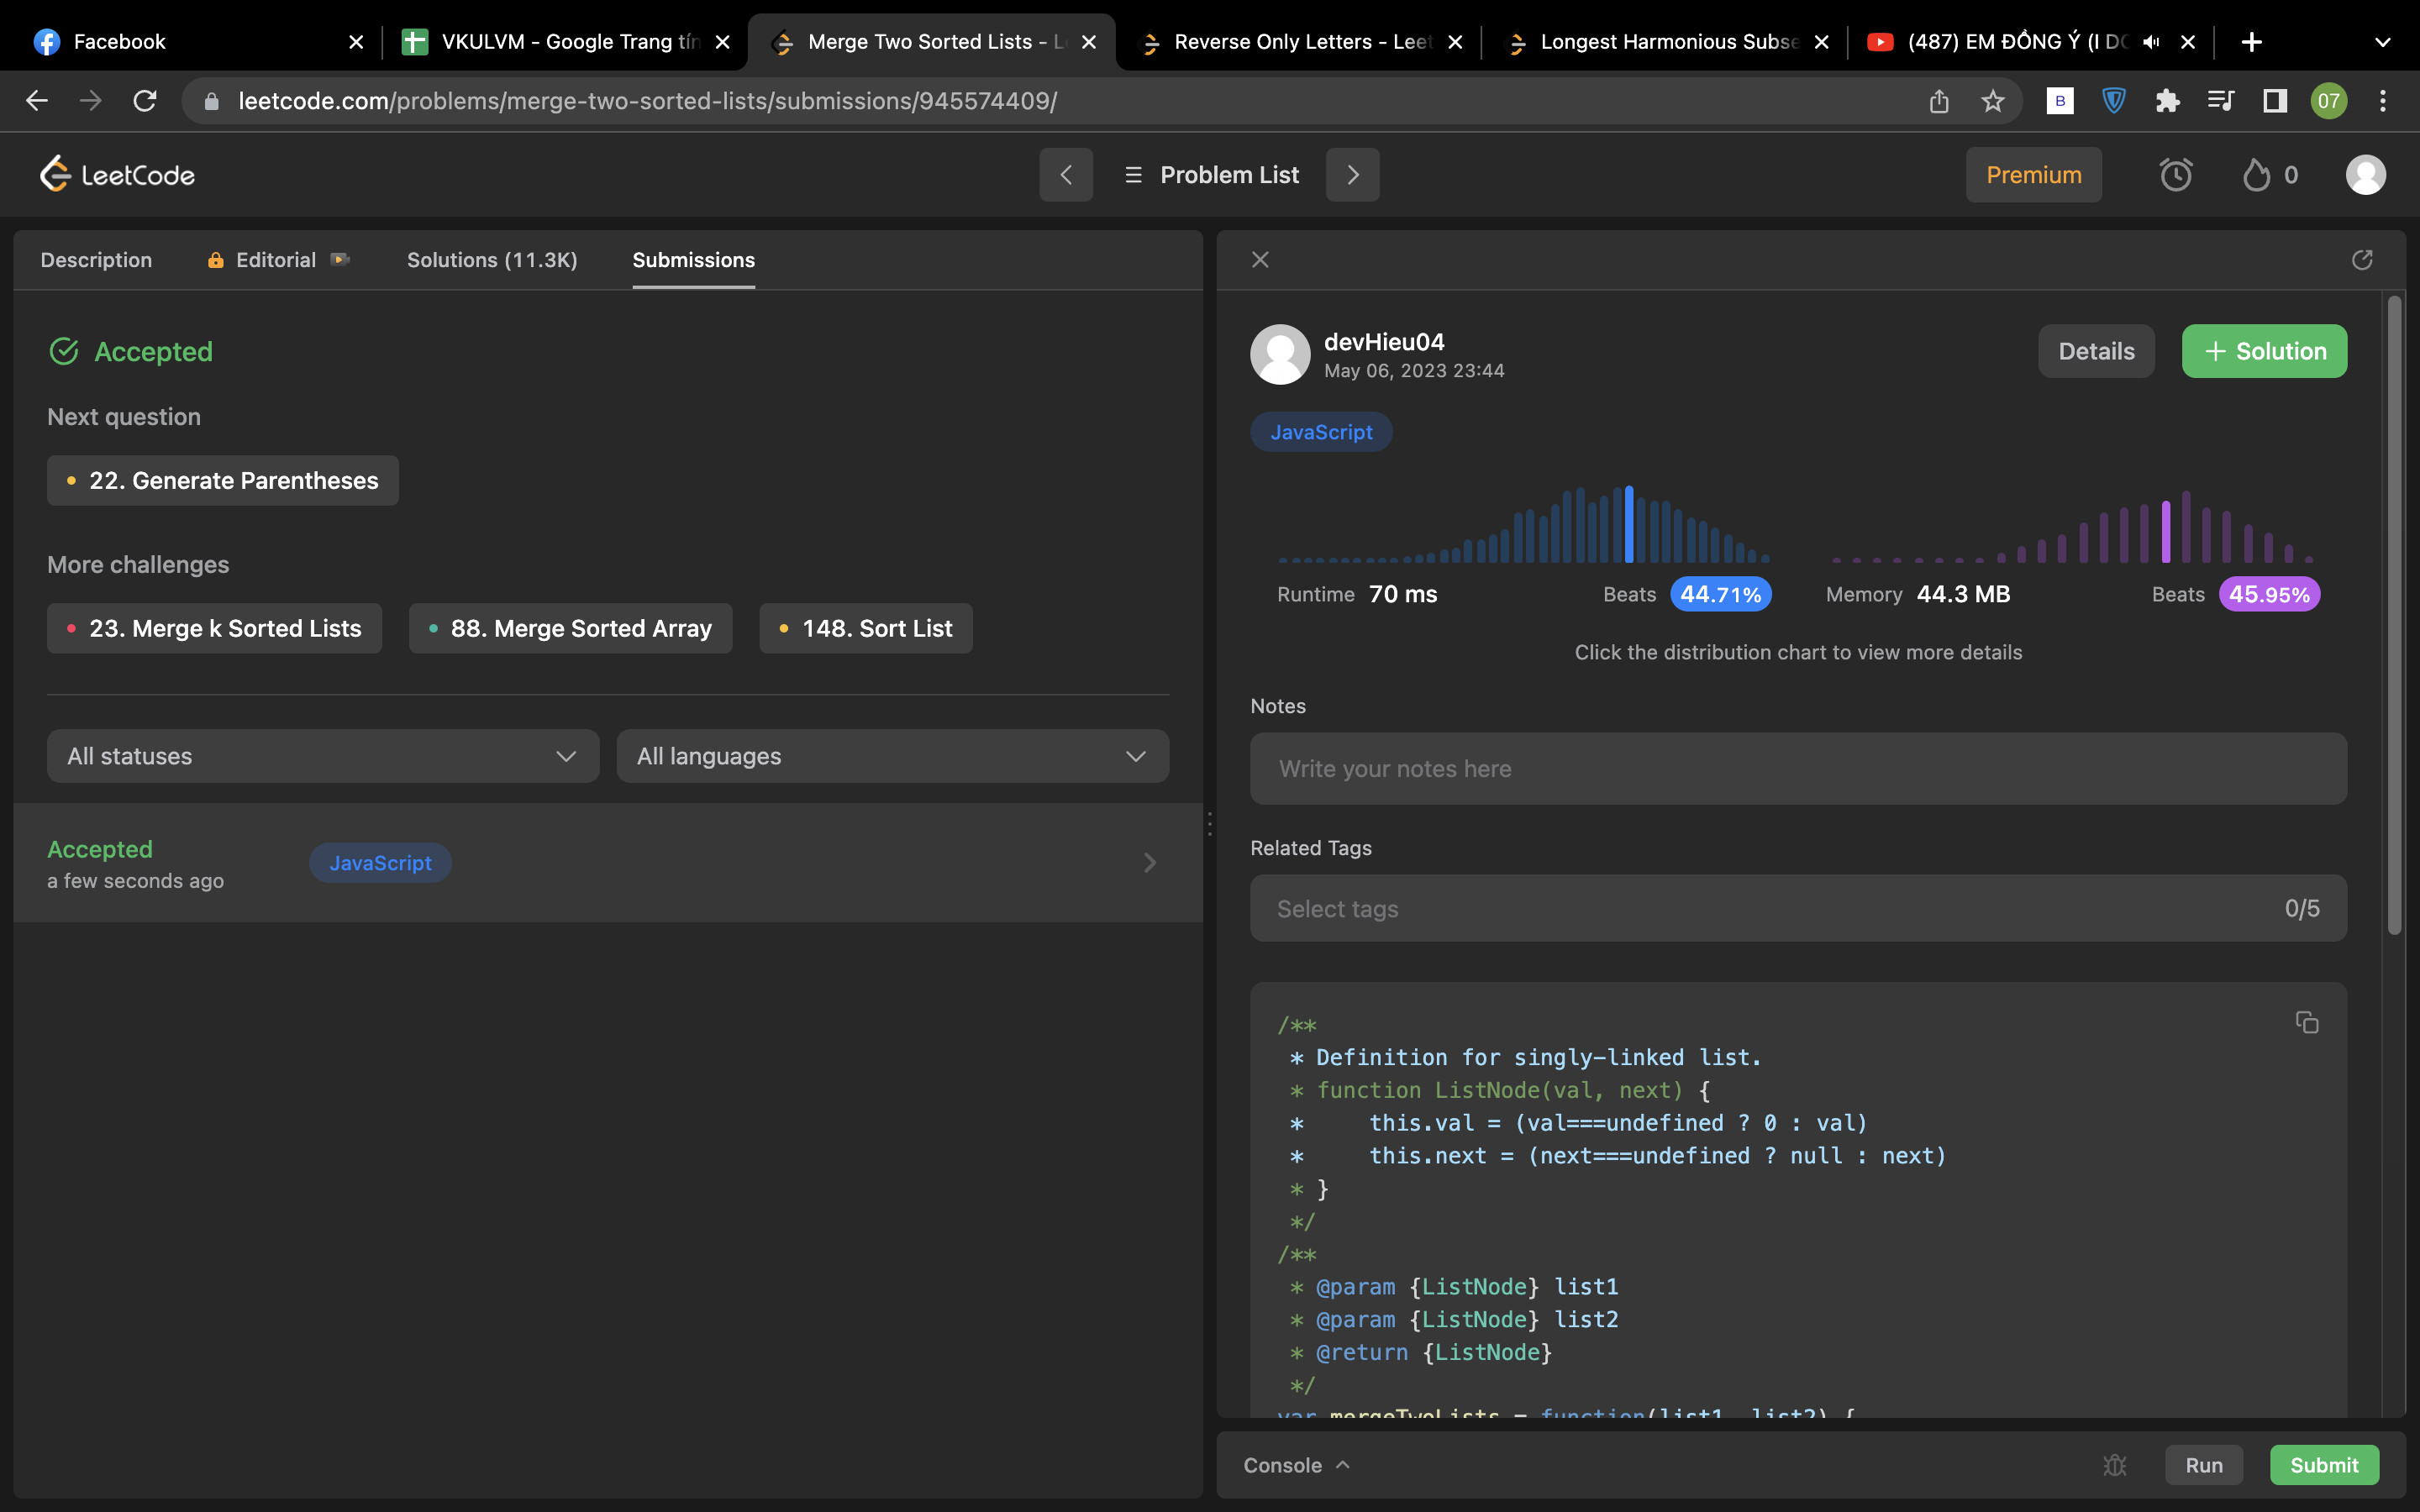 Facebook
VKULVM - Google Trang tín
Merge Two Sorted Lists - L
Reverse Only Letters - Leet
Longest Harmonious Subse
(487) EM ĐỒNG Ý (I DO
leetcode.com/problems/merge-two-sorted-lists/submissions/945574409/
B
07
LeetCode
Problem List
Premium
0
Description
Editorial
Solutions (11.3K)
Submissions
Accepted
Next question
22. Generate Parentheses
More challenges
23. Merge k Sorted Lists
88. Merge Sorted Array
148. Sort List
All statuses
All languages
Accepted
a few seconds ago
JavaScript
devHieu04
May 06, 2023 23:44
Details
+ Solution
JavaScript
Runtime 70 ms
Beats 44.71%
Memory 44.3 MB
Beats 45.95%
Click the distribution chart to view more details
Notes
Write your notes here
Related Tags
Select tags
0/5
/**
 * Definition for singly-linked list.
 * function ListNode(val, next) {
 *     this.val = (val===undefined ? 0 : val)
 *     this.next = (next===undefined ? null : next)
 * }
 */
/**
 * @param {ListNode} list1
 * @param {ListNode} list2
 * @return {ListNode}
 */
var mergeTwoLists = function(list1, list2) {
Console
Run
Submit